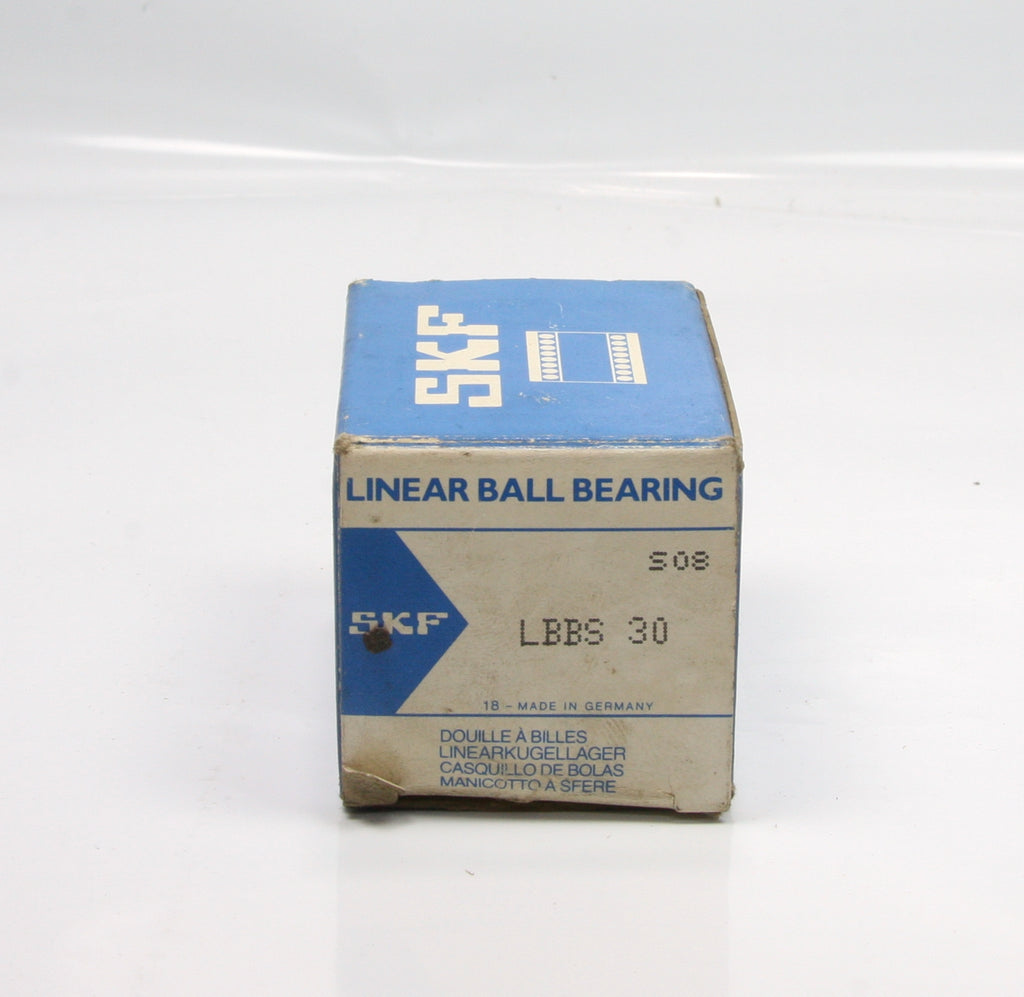 SKF
LINEAR BALL BEARING
S08
SKF
LBBS 30
18 - MADE IN GERMANY
DOUILLE À BILLES
LINEARKUGELLAGER
CASQUILLO DE BOLAS
MANICOTTO A SFERE